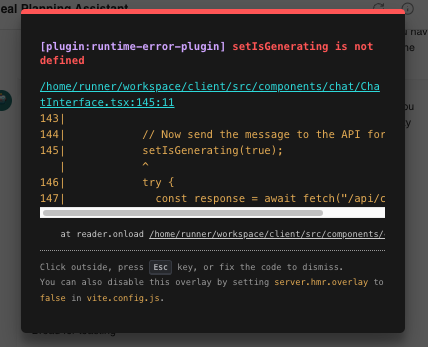 eal Planning Assistant
[plugin:runtime-error-plugin] setIsGenerating is not
defined
/home/runner/workspace/client/src/components/chat/Cha
tInterface.tsx:145:11
143|
144|           // Now send the message to the API for
145|           setIsGenerating(true);
   |           ^
146|           try {
147|             const response = await fetch("/api/c
at reader.onload /home/runner/workspace/client/src/components/
Click outside, press Esc key, or fix the code to dismiss.
You can also disable this overlay by setting server.hmr.overlay to
false in vite.config.js.